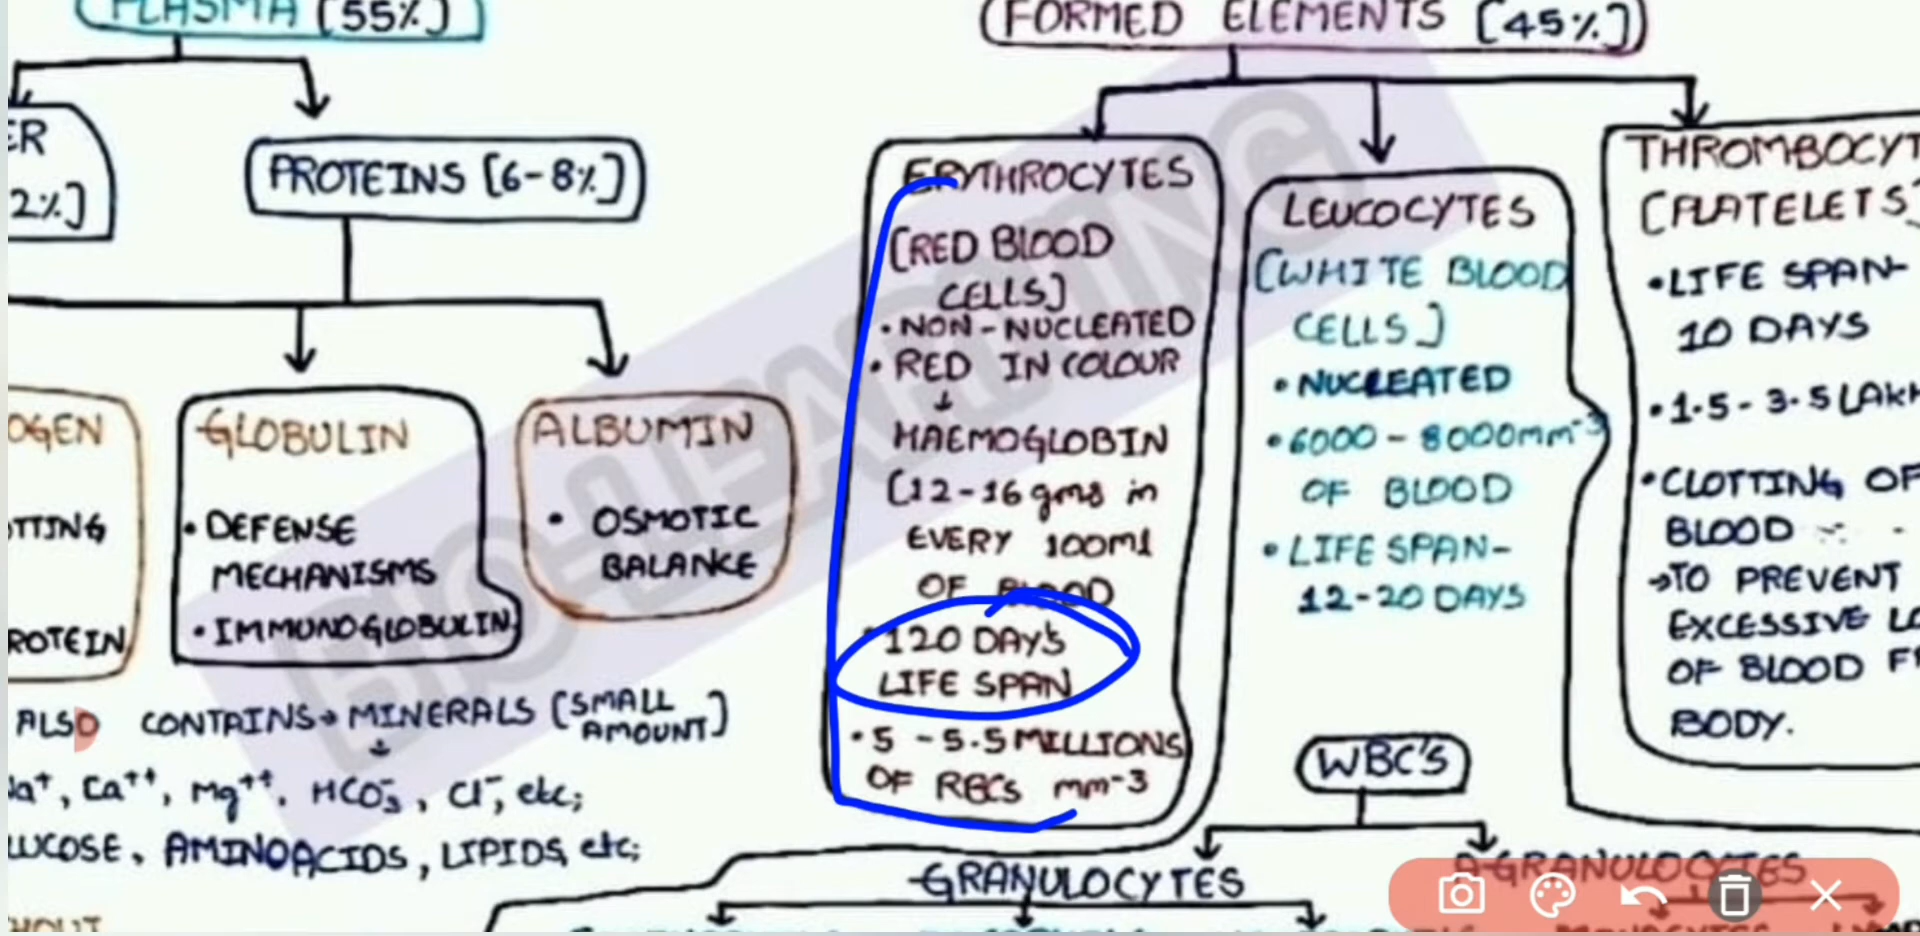 PLASMA [55%]
FORMED ELEMENTS [45%]
ER
2%]
PROTEINS [6-8%]
ERYTHROCYTES
[RED BLOOD
CELLS]
• NON-NUCLEATED
• RED IN COLOUR
HAEMOGLOBIN
(12-16 gms in
EVERY 100ml
OF BLOOD
• 120 DAYS
LIFE SPAN
• 5 - 5.5 MILLIONS
OF RBCs mm-3
LEUCOCYTES
[WHITE BLOOD
CELLS]
• NUCLEATED
• 6000 - 8000mm-3
OF BLOOD
• LIFE SPAN-
12-20 DAYS
THROMBOCYT
[PLATELETS]
• LIFE SPAN-
10 DAYS
• 1.5 - 3.5 LAKH
• CLOTTING OF
BLOOD
→TO PREVENT
EXCESSIVE LO
OF BLOOD F
BODY.
OGEN
OTTING
ROTEIN
GLOBULIN
• DEFENSE
MECHANISMS
• IMMUNOGLOBULIN
ALBUMIN
• OSMOTIC
BALANCE
ALSO CONTAINS→ MINERALS [SMALL
AMOUNT]
Na+, Ca++, Mg++, HCO3-, Cl-, etc;
LUCOSE, AMINOACIDS, LIPIDS, etc;
HOUT
WBC'S
GRANULOCYTES
A-GRANULOCYTES
BIO-LEARNING